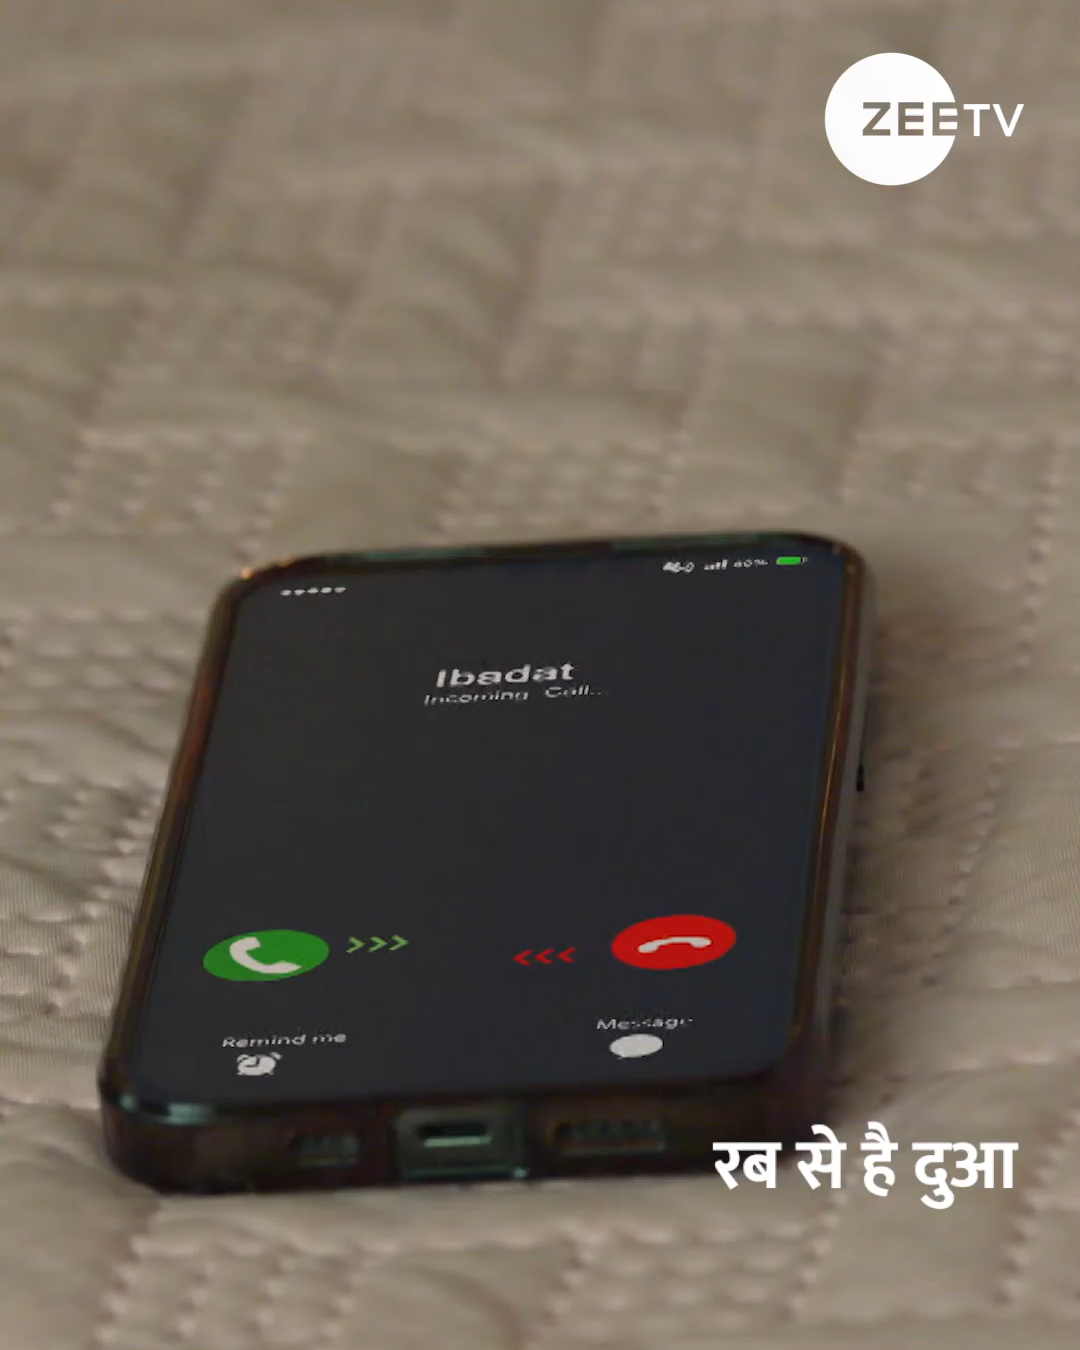 ZEETV
Ibadat
Incoming Call...
Remind me
Message
रब से है दुआ